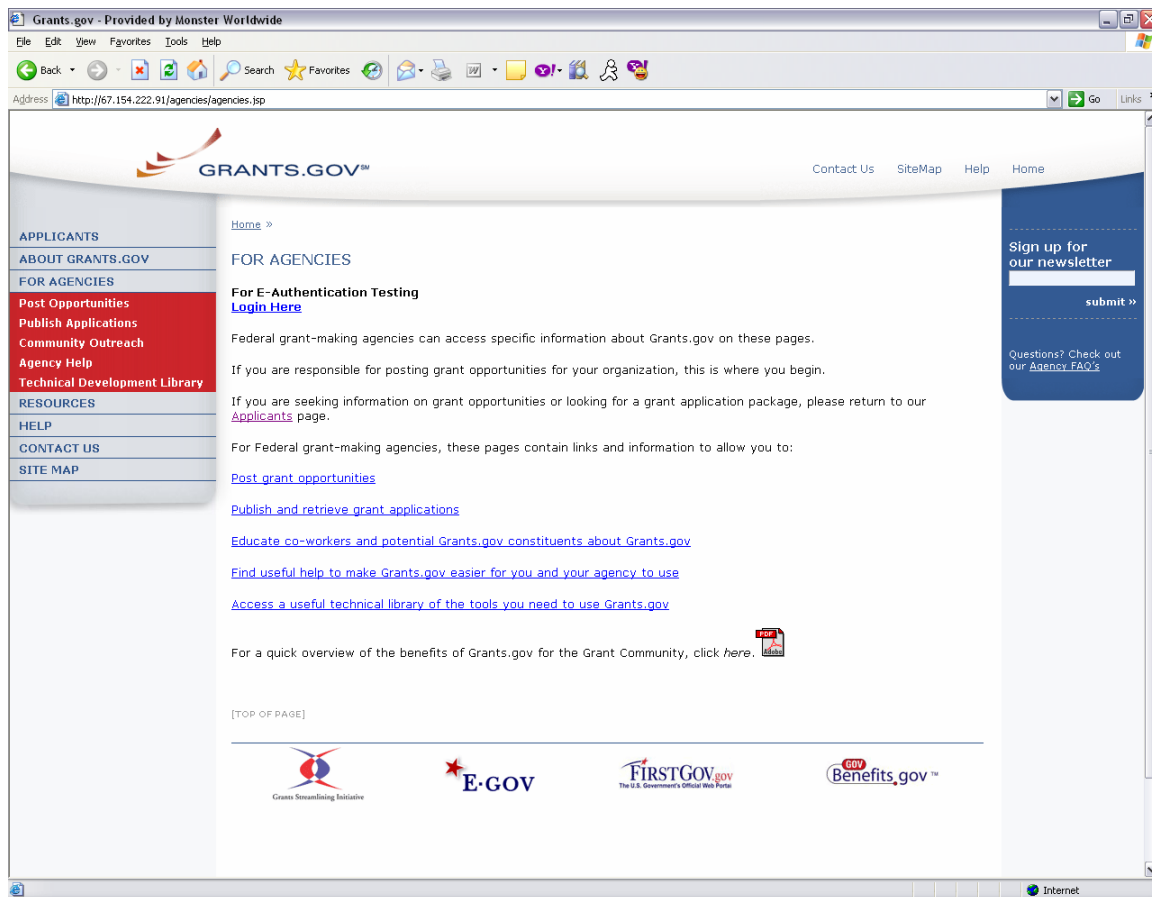 Grants.gov - Provided by Monster Worldwide
File Edit View Favorites Tools Help
Back Search Favorites
Address http://67.154.222.91/agencies/agencies.jsp Go Links
GRANTS.GOV℠
Contact Us SiteMap Help Home
APPLICANTS
ABOUT GRANTS.GOV
FOR AGENCIES
Post Opportunities
Publish Applications
Community Outreach
Agency Help
Technical Development Library
RESOURCES
HELP
CONTACT US
SITE MAP
Home »
FOR AGENCIES
For E-Authentication Testing
Login Here
Federal grant-making agencies can access specific information about Grants.gov on these pages.
If you are responsible for posting grant opportunities for your organization, this is where you begin.
If you are seeking information on grant opportunities or looking for a grant application package, please return to our
Applicants page.
For Federal grant-making agencies, these pages contain links and information to allow you to:
Post grant opportunities
Publish and retrieve grant applications
Educate co-workers and potential Grants.gov constituents about Grants.gov
Find useful help to make Grants.gov easier for you and your agency to use
Access a useful technical library of the tools you need to use Grants.gov
For a quick overview of the benefits of Grants.gov for the Grant Community, click here. PDF Adobe
[TOP OF PAGE]
Sign up for
our newsletter
submit »
Questions? Check out
our Agency FAQ's
Grants Streamlining Initiative
E·GOV
FIRSTGOV.gov
The U.S. Government's Official Web Portal
GOV
Benefits.gov ™
Internet